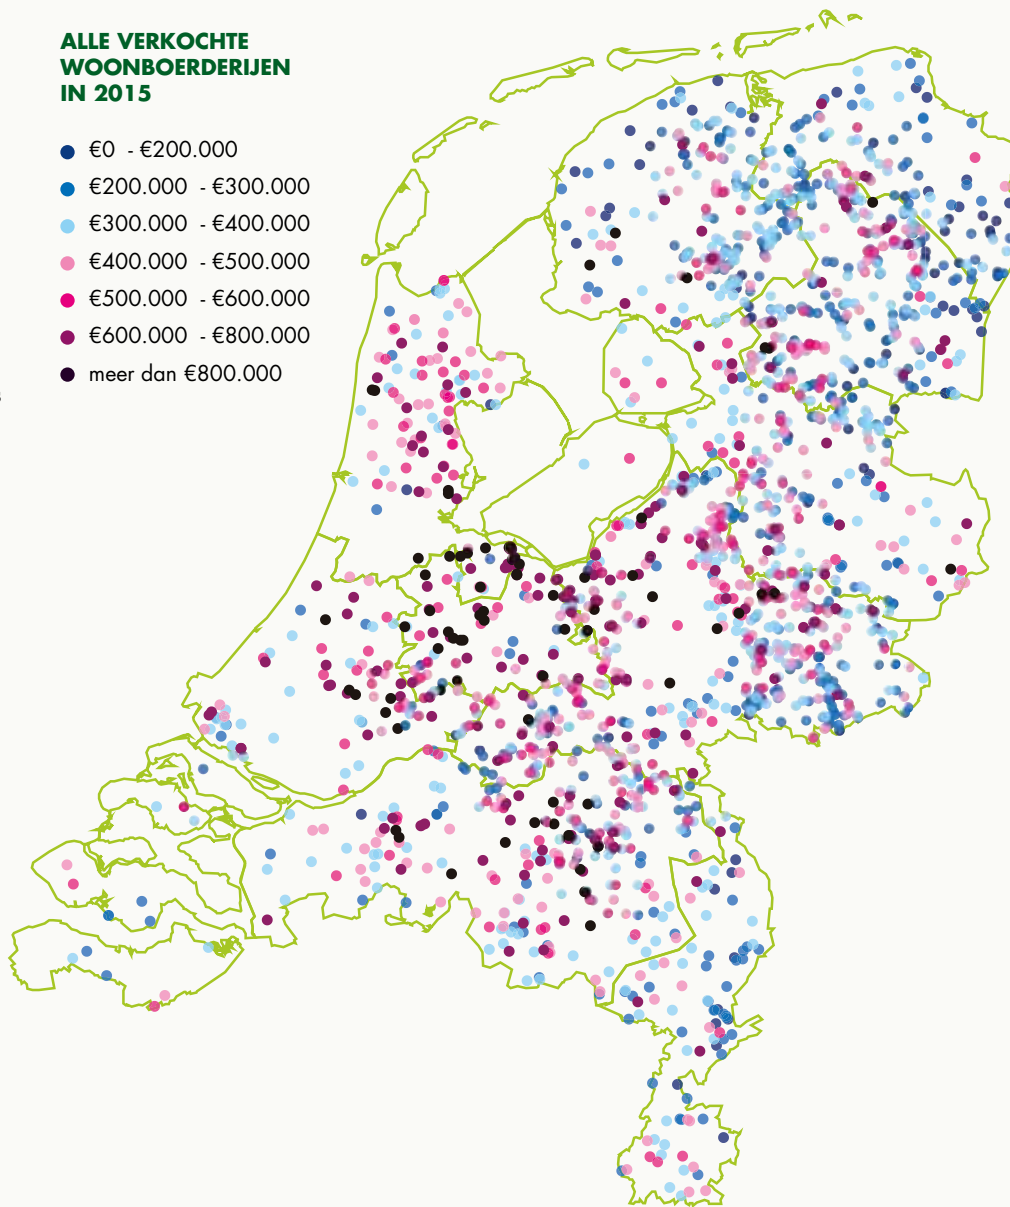 ALLE VERKOCHTE
WOONBOERDERIJEN
IN 2015
€0 - €200.000
€200.000 - €300.000
€300.000 - €400.000
€400.000 - €500.000
€500.000 - €600.000
€600.000 - €800.000
meer dan €800.000